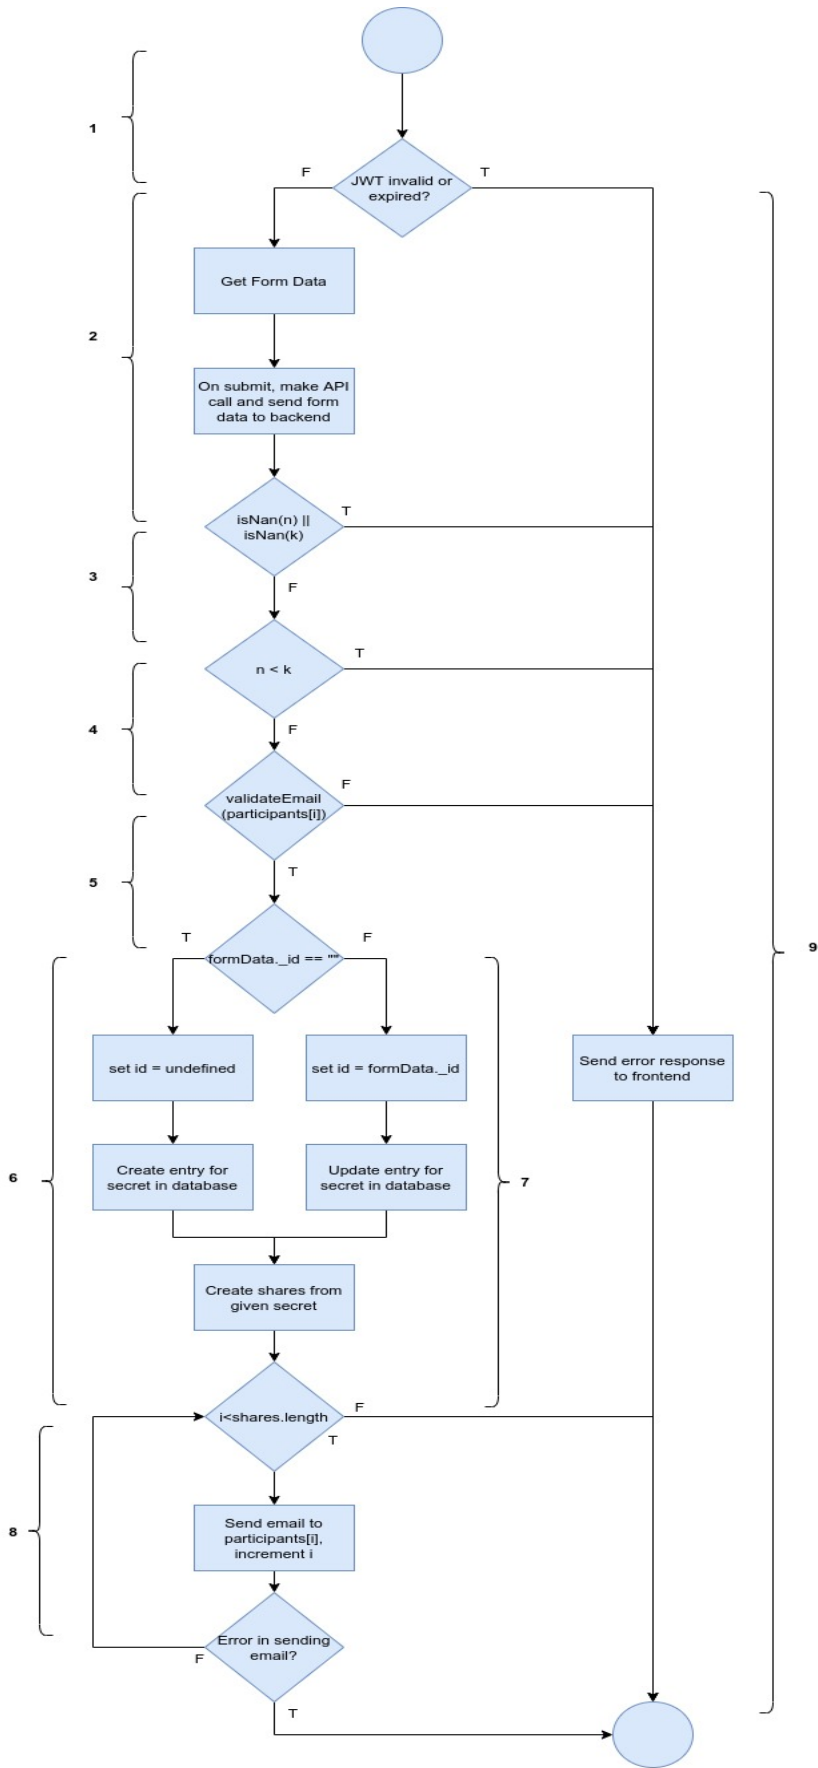 1
F
T
JWT invalid or
expired?
Get Form Data
2
On submit, make API
call and send form
data to backend
T
isNan(n) ||
isNan(k)
3
F
T
n < k
4
F
F
validateEmail
(participants[i])
5
T
T
F
formData._id == ""
9
set id = undefined
set id = formData._id
Send error response
to frontend
6
Create entry for
secret in database
Update entry for
secret in database
7
Create shares from
given secret
F
i<shares.length
T
8
Send email to
participants[i],
increment i
Error in sending
email?
F
T